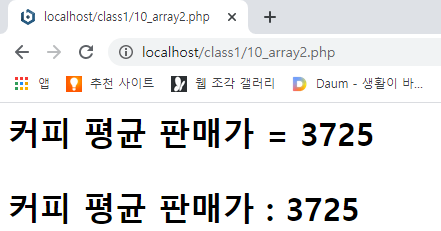 localhost/class1/10_array2.php
localhost/class1/10_array2.php
앱 추천 사이트 웹 조각 갤러리 Daum - 생활이 바...
커피 평균 판매가 = 3725
커피 평균 판매가 : 3725